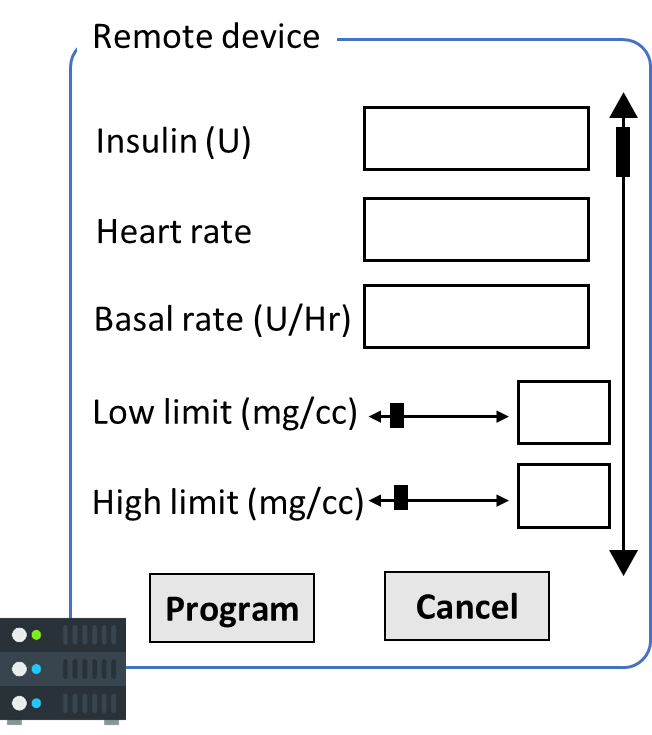 Remote device
Insulin (U)
Heart rate
Basal rate (U/Hr)
Low limit (mg/cc)
High limit (mg/cc)
Program
Cancel